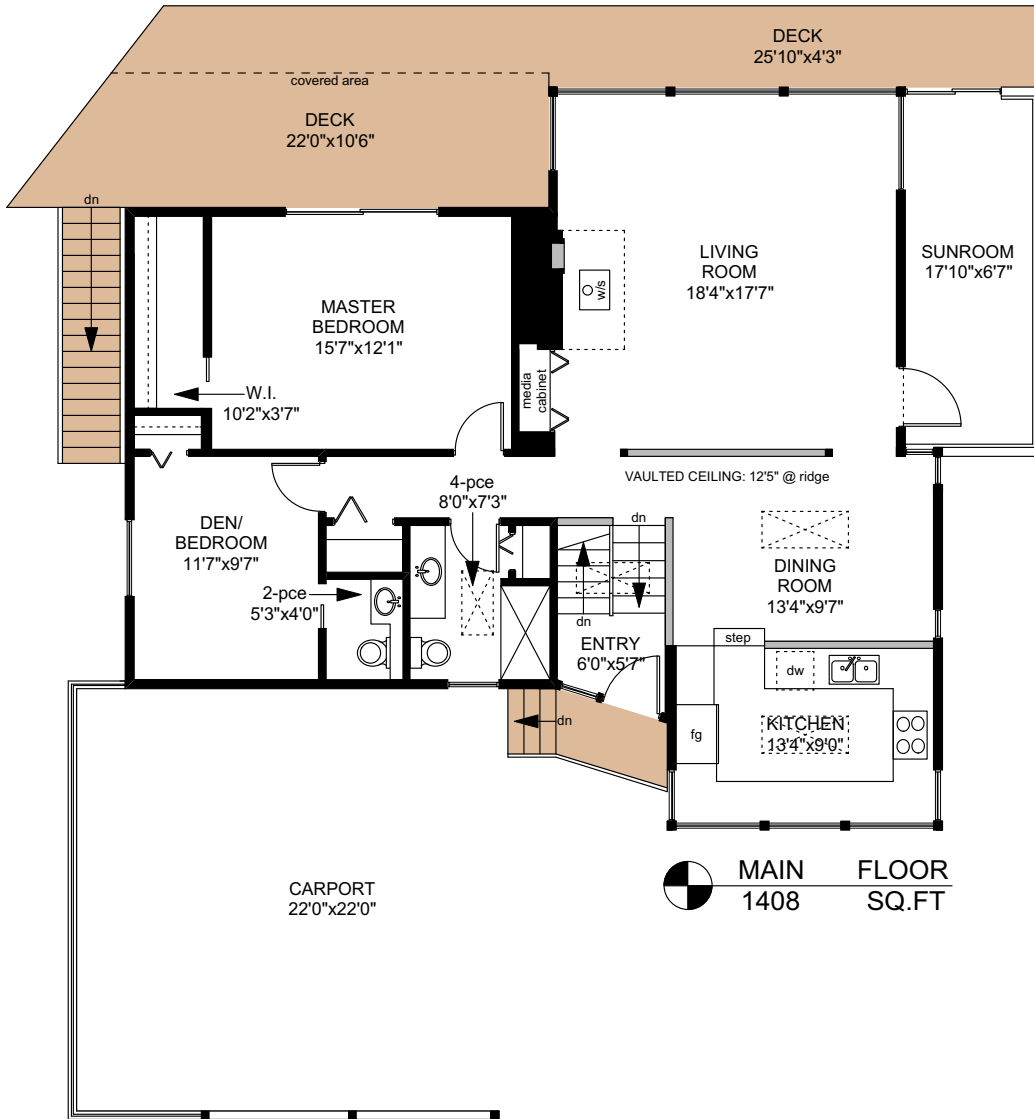 DECK
25'10"x4'3"
covered area
DECK
22'0"x10'6"
dn
LIVING
ROOM
18'4"x17'7"
SUNROOM
17'10"x6'7"
w/s
MASTER
BEDROOM
15'7"x12'1"
media
cabinet
W.I.
10'2"x3'7"
4-pce
8'0"x7'3"
VAULTED CEILING: 12'5" @ ridge
DEN/
BEDROOM
11'7"x9'7"
dn
dn
DINING
ROOM
13'4"x9'7"
2-pce
5'3"x4'0"
ENTRY
6'0"x5'7"
step
dw
dn
fg
KITCHEN
13'4"x9'0"
CARPORT
22'0"x22'0"
MAIN FLOOR
1408 SQ.FT